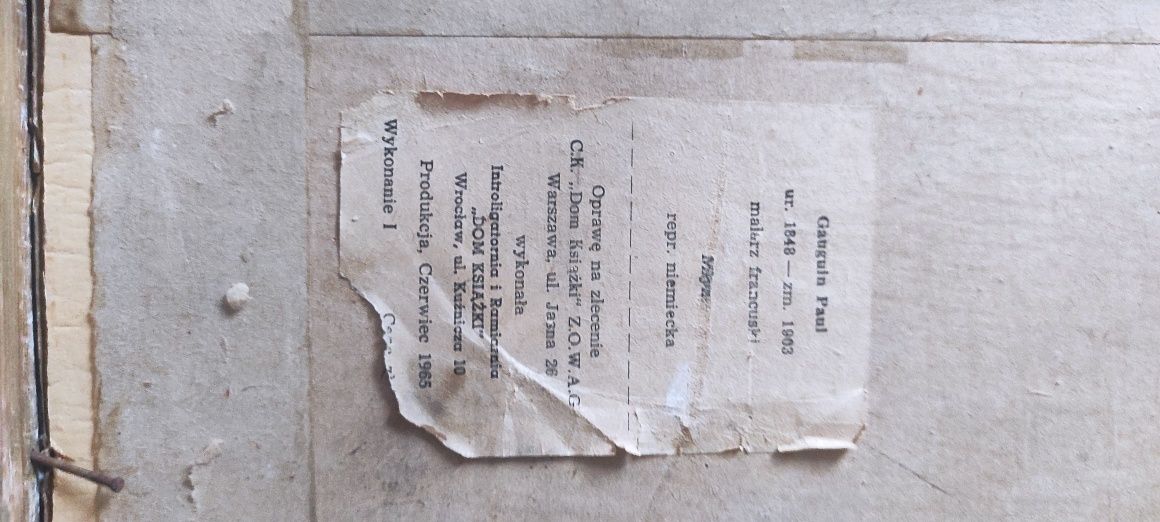 Gauguin Paul
ur. 1848 — zm. 1903
malarz francuski
repr. niemiecka
Oprawę na zlecenie
C.K. „Dom Książki" Z.O.W.A.G
Warszawa, ul. Jasna 26
wykonała
Introligatornia i Ramiarnia
„DOM KSIĄŻKI"
Wrocław, ul. Kuźnicza 10
Produkcja, Czerwiec 1965
Wykonanie I